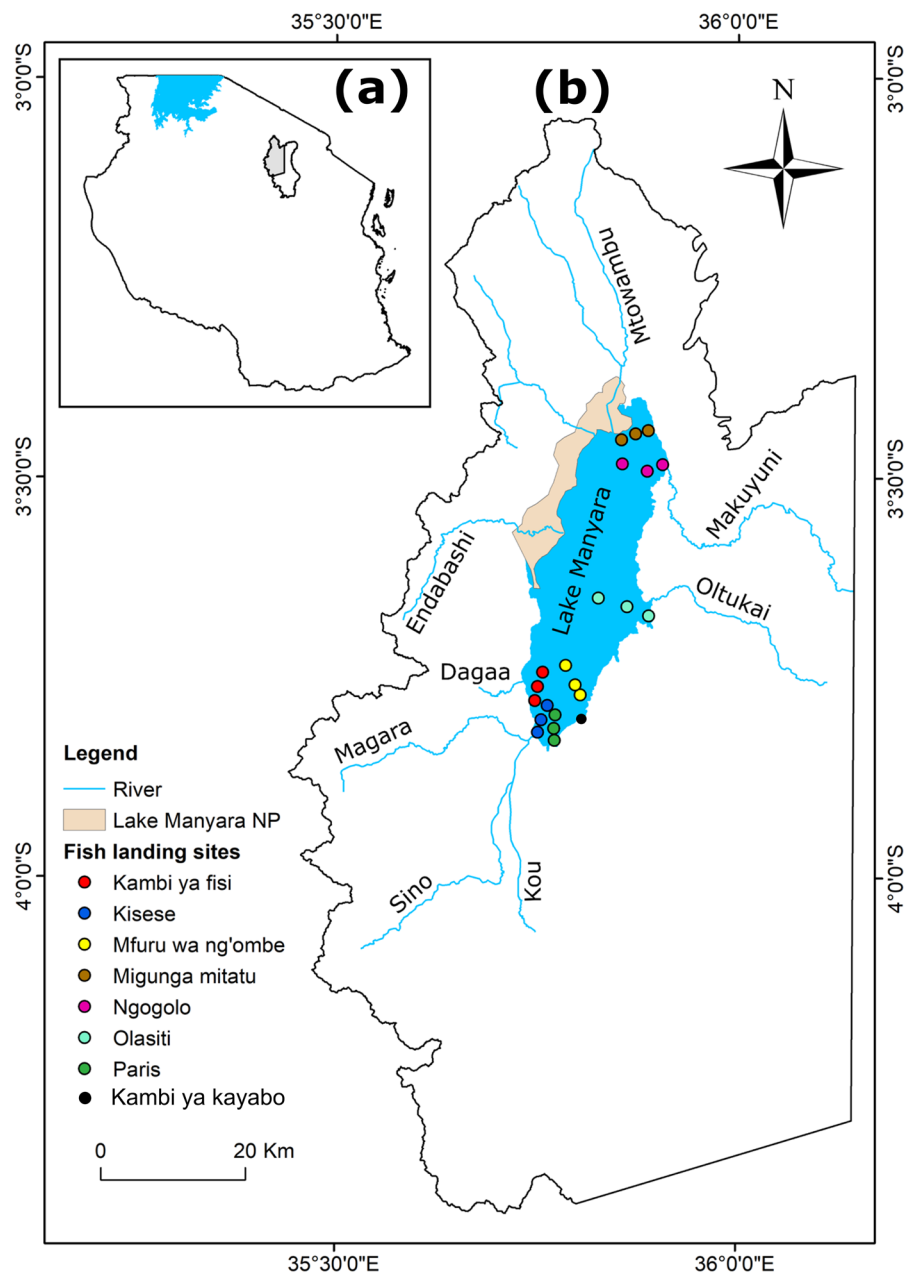 35°30'0"E
36°0'0"E
3°0'0"S
3°0'0"S
(a)
(b)
N
Mtowambu
3°30'0"S
3°30'0"S
Makuyuni
Lake Manyara
Endabashi
Oltukai
Dagaa
Magara
Legend
River
Lake Manyara NP
Fish landing sites
Kambi ya fisi
Kisese
Mfuru wa ng'ombe
Migunga mitatu
Ngogolo
Olasiti
Paris
Kambi ya kayabo
4°0'0"S
4°0'0"S
Sino
Kou
0 20 Km
35°30'0"E
36°0'0"E